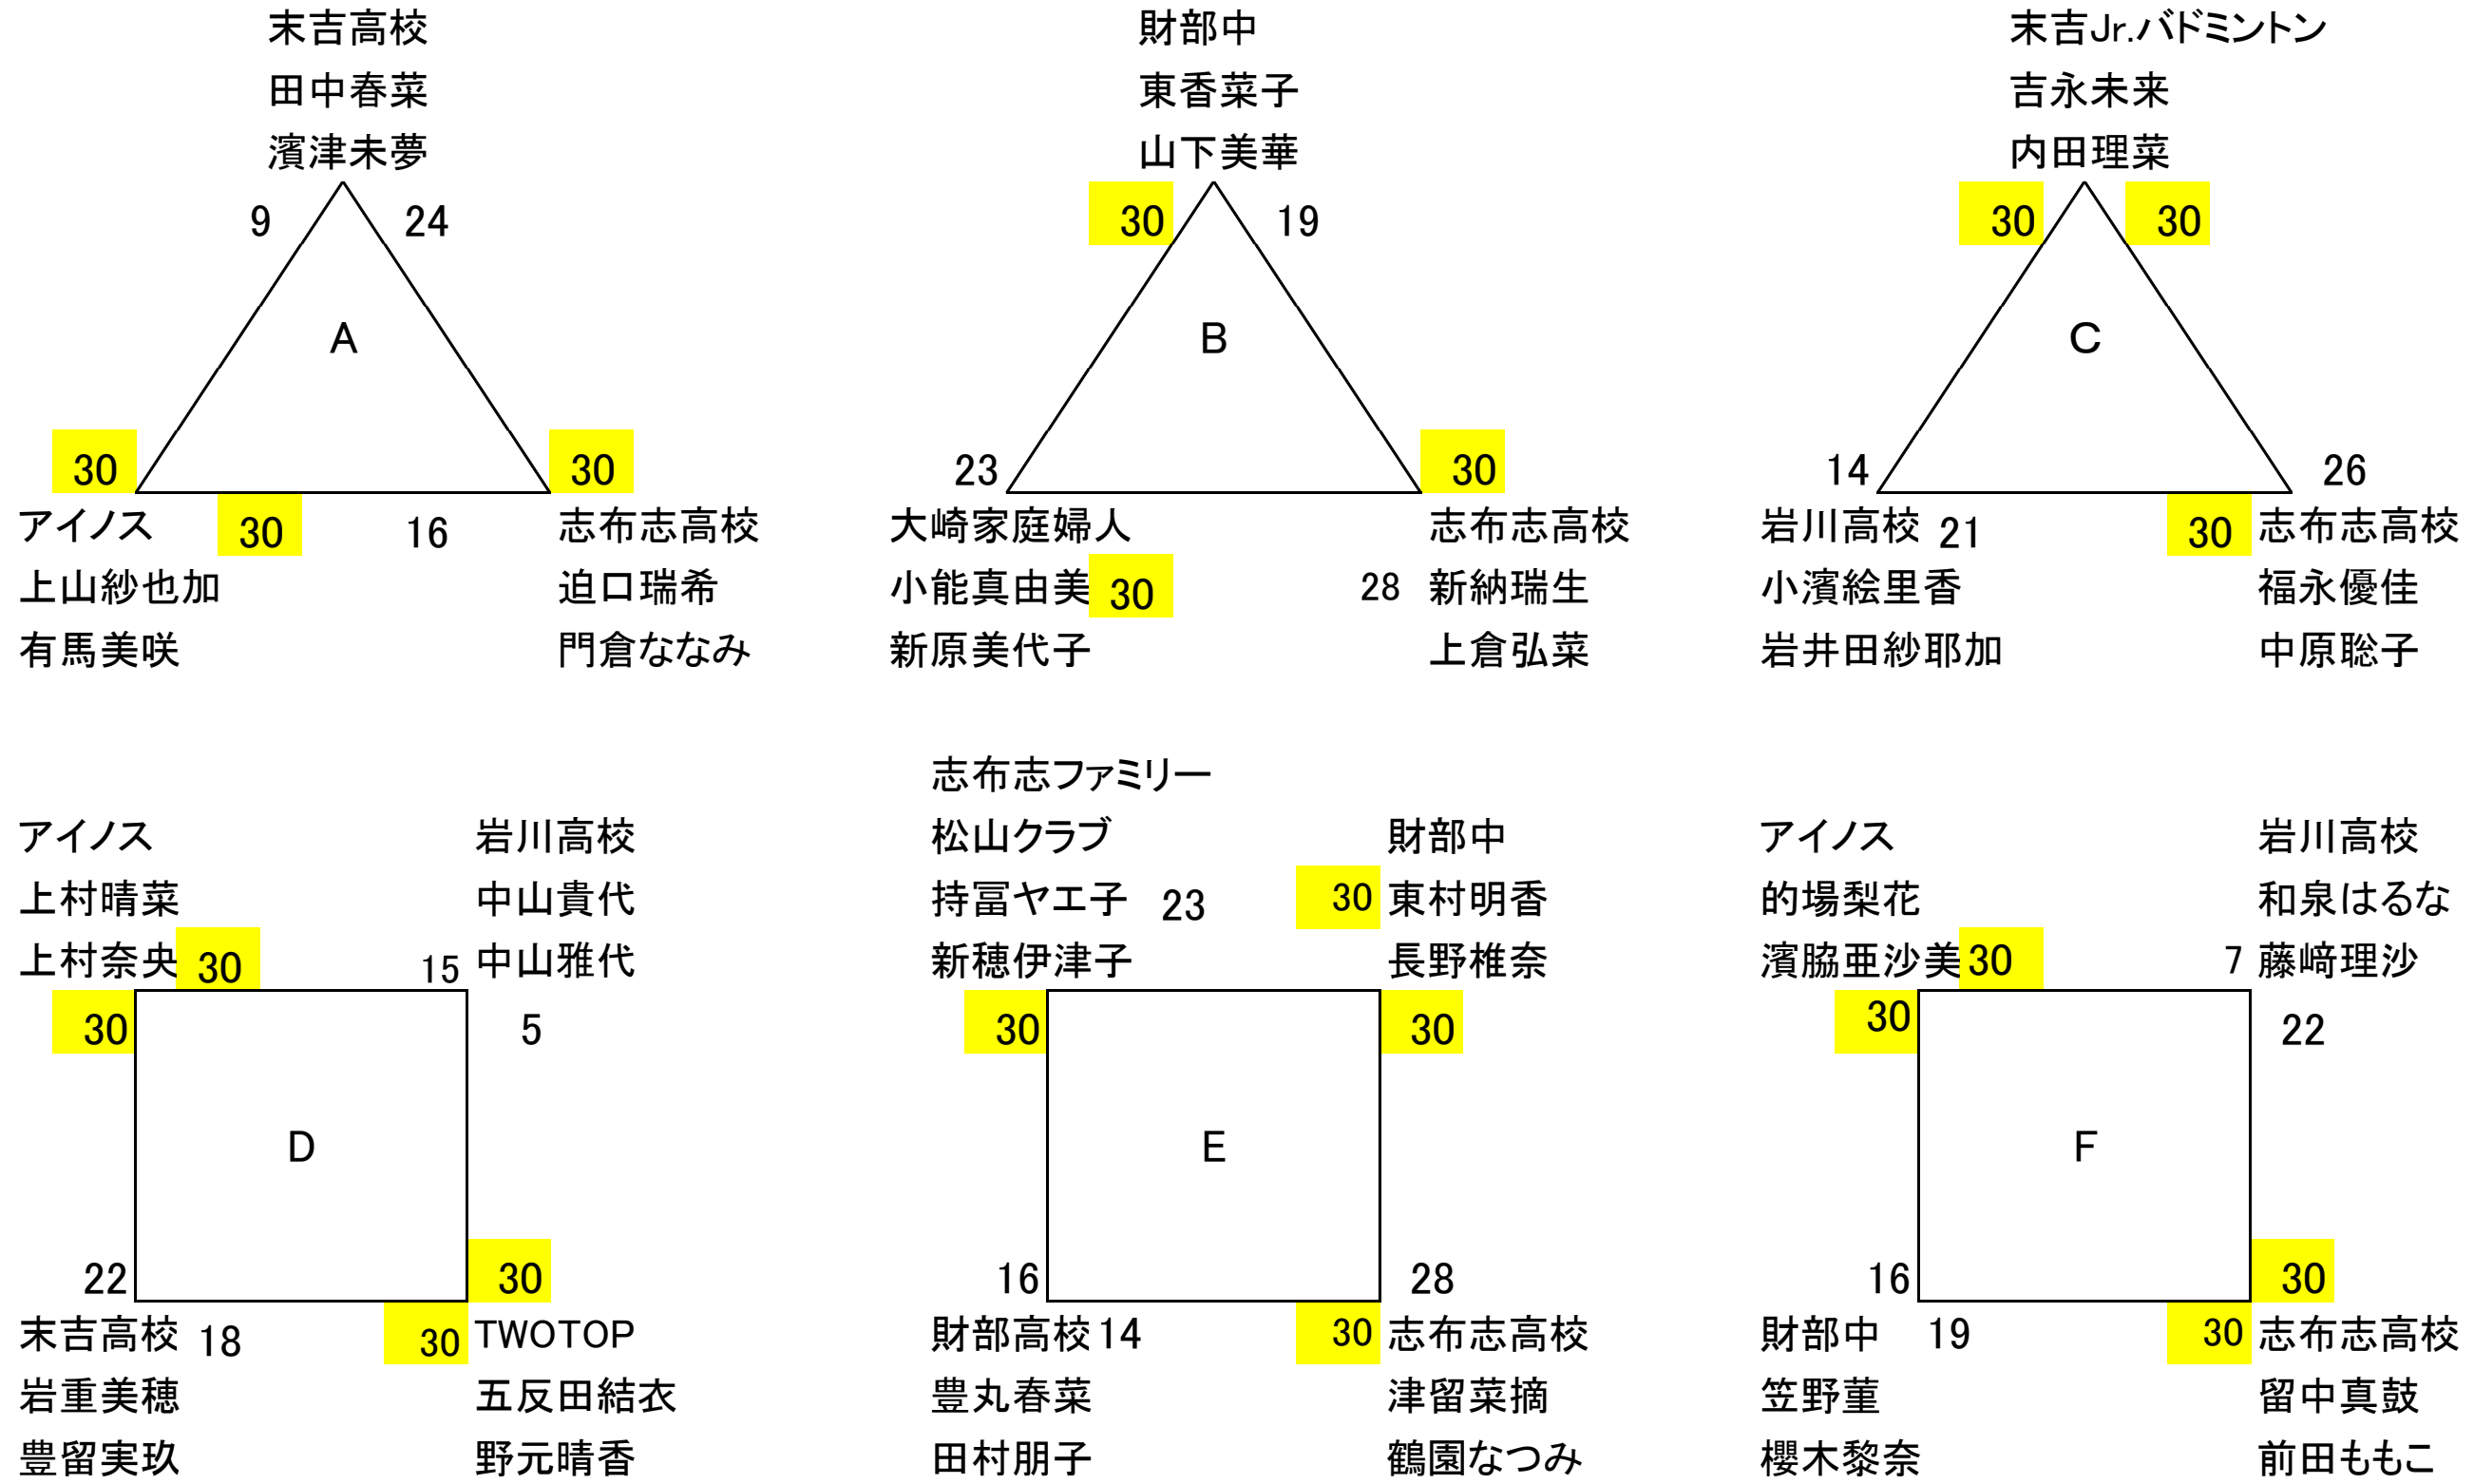 末吉高校 財部中 末吉Jr.バドミントン
田中春菜 東香菜子 吉永未来
濱津未夢 山下美華 内田理菜
9 24 30 19 30 30
A B C
30 30 23 30 14 26
アイノス 30 16 志布志高校 大崎家庭婦人 志布志高校 岩川高校 21 30 志布志高校
上山紗也加 迫口瑞希 小能真由美 30 28 新納瑞生 小濱絵里香 福永優佳
有馬美咲 門倉ななみ 新原美代子 上倉弘菜 岩井田紗耶加 中原聡子
志布志ファミリー
アイノス 岩川高校 松山クラブ 財部中 アイノス 岩川高校
上村晴菜 中山貴代 持冨ヤエ子 23 30 東村明香 的場梨花 和泉はるな
上村奈央 30 15 中山雅代 新穂伊津子 長野椎奈 濱脇亜沙美 30 7 藤﨑理沙
30 5 30 30 30 22
D E F
22 30 16 28 16 30
末吉高校 18 30 TWOTOP 財部高校 14 30 志布志高校 財部中 19 30 志布志高校
岩重美穂 五反田結衣 豊丸春菜 津留菜摘 笠野菫 留中真鼓
豊留実玖 野元晴香 田村朋子 鶴園なつみ 櫻木黎奈 前田ももこ